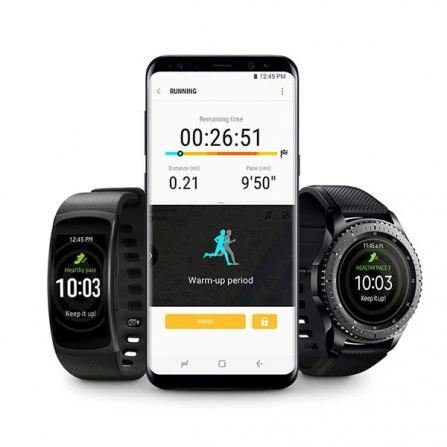 12:45 PM
RUNNING
Remaining time
00:26:51
Distance (mi)
0.21
Pace (/mi)
9'50"
Warm-up period
PAUSE
12:45 PM
Healthy pace
10:03
Keep it up!
11:45 a.m.
HEALTHY PACE
10:03
Keep it up!